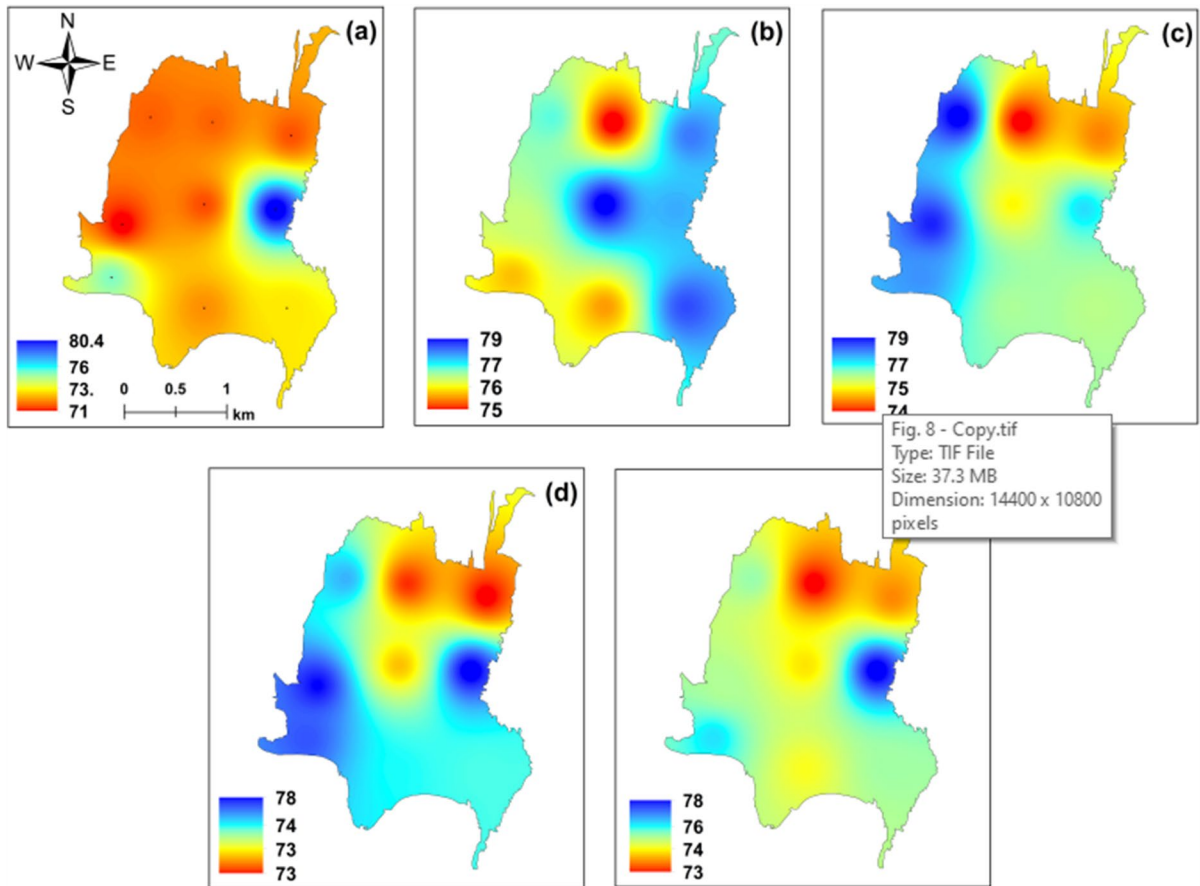 N
W E
S
(a)
80.4
76
73.
71
0 0.5 1
km
(b)
79
77
76
75
(c)
79
77
75
74
Fig. 8 - Copy.tif
Type: TIF File
Size: 37.3 MB
Dimension: 14400 x 10800
pixels
(d)
78
74
73
73
78
76
74
73